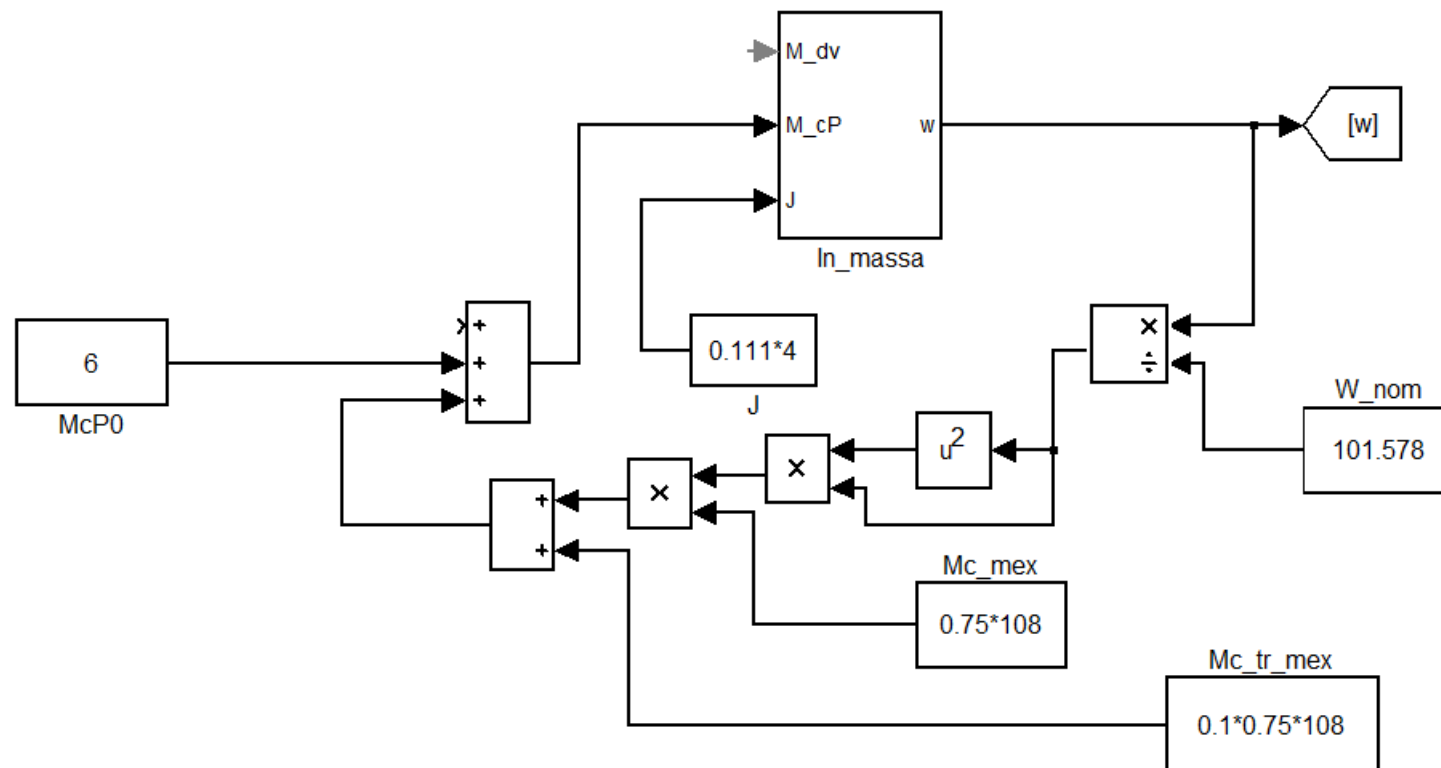 M_dv
M_cP
w
[w]
J
In_massa
×
÷
+
6
+
0.111*4
+
McP0
J
W_nom
101.578
u²
×
×
+
+
Mc_mex
0.75*108
Mc_tr_mex
0.1*0.75*108